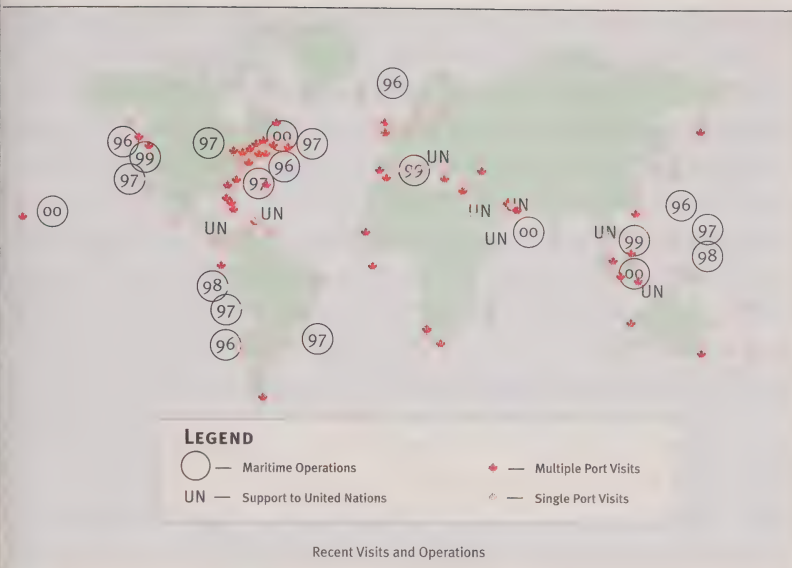 96
96
00
97
97
99
UN
99
96
97
97
96
00
UN
UN
UN
97
UN
UN
00
UN
99
98
98
00
UN
97
96
97
LEGEND
— Maritime Operations
— Multiple Port Visits
UN — Support to United Nations
— Single Port Visits
Recent Visits and Operations